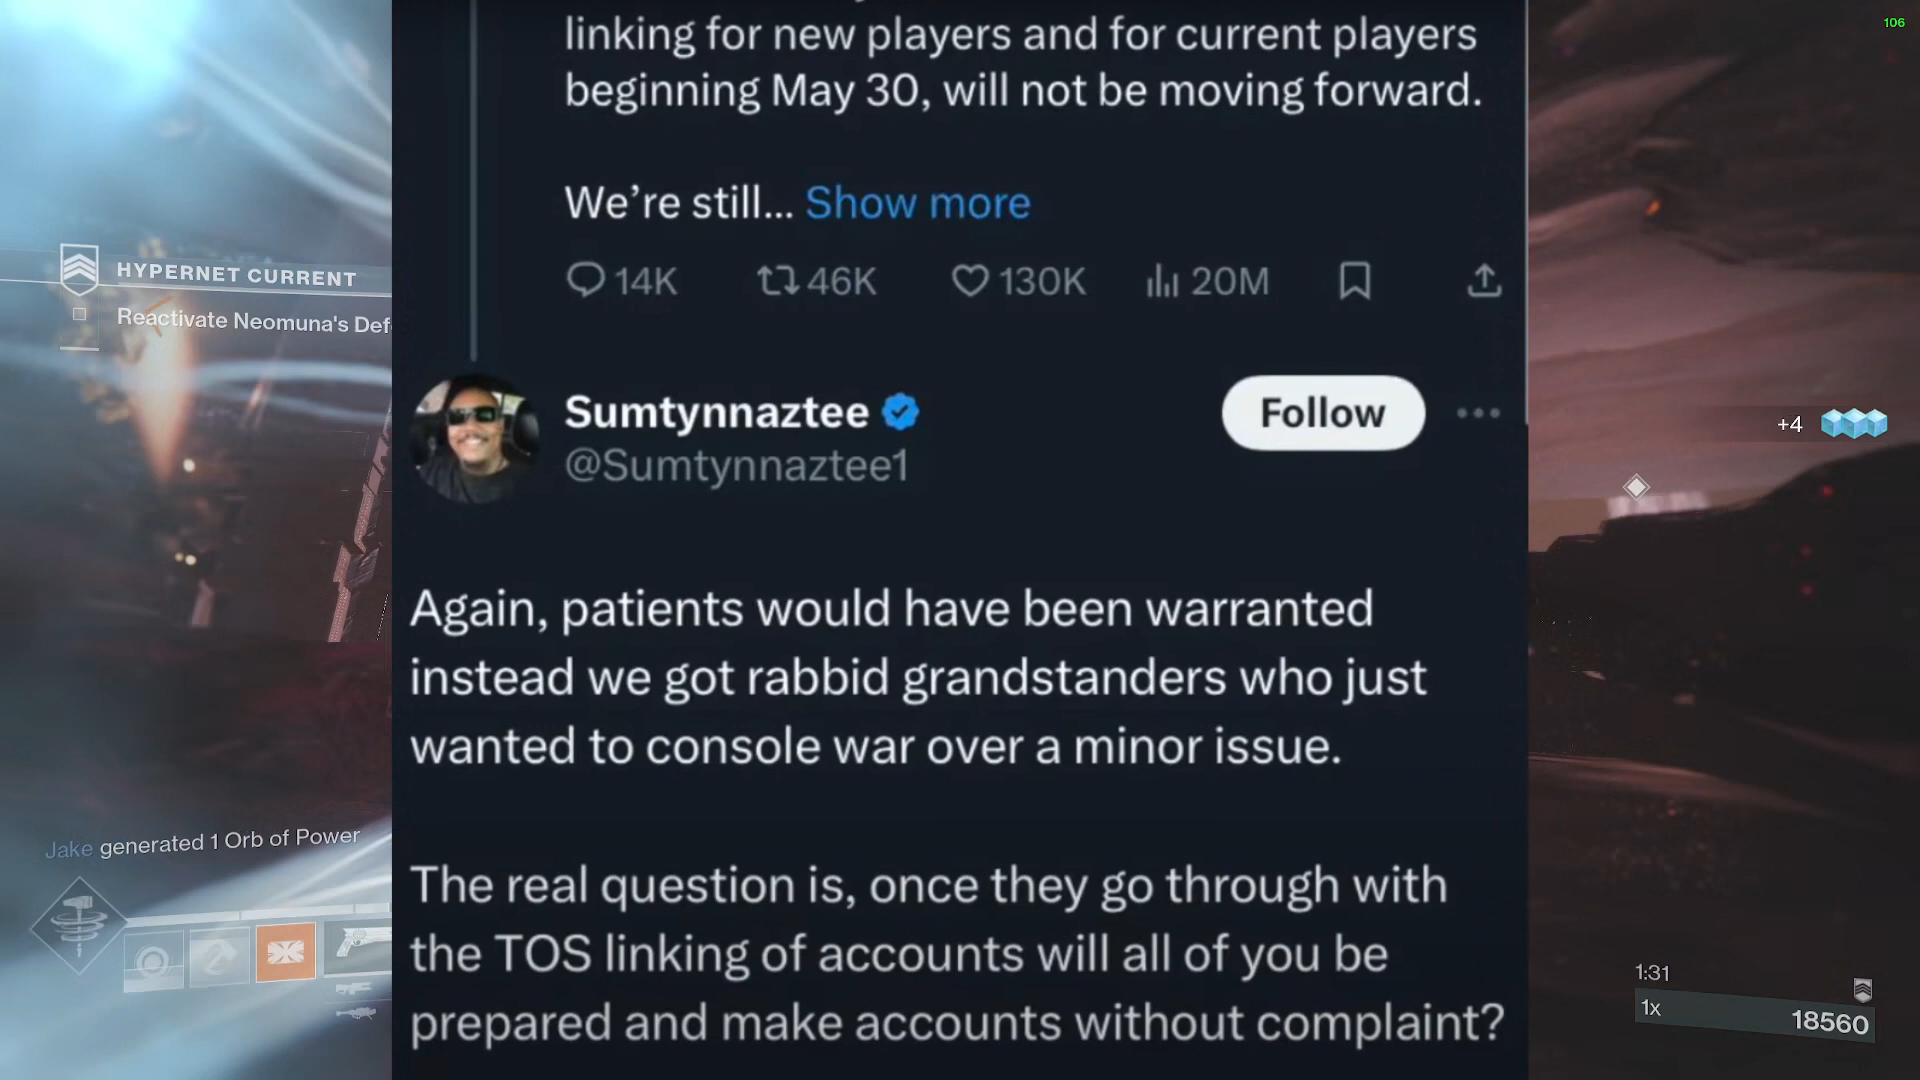 106
linking for new players and for current players
beginning May 30, will not be moving forward.
We’re still... Show more
14K 46K 130K 20M
HYPERNET CURRENT
Reactivate Neomuna's Def
Sumtynnaztee
Follow
@Sumtynnaztee1
+4
Again, patients would have been warranted
instead we got rabbid grandstanders who just
wanted to console war over a minor issue.
Jake generated 1 Orb of Power
The real question is, once they go through with
the TOS linking of accounts will all of you be
prepared and make accounts without complaint?
1:31
1x
18560